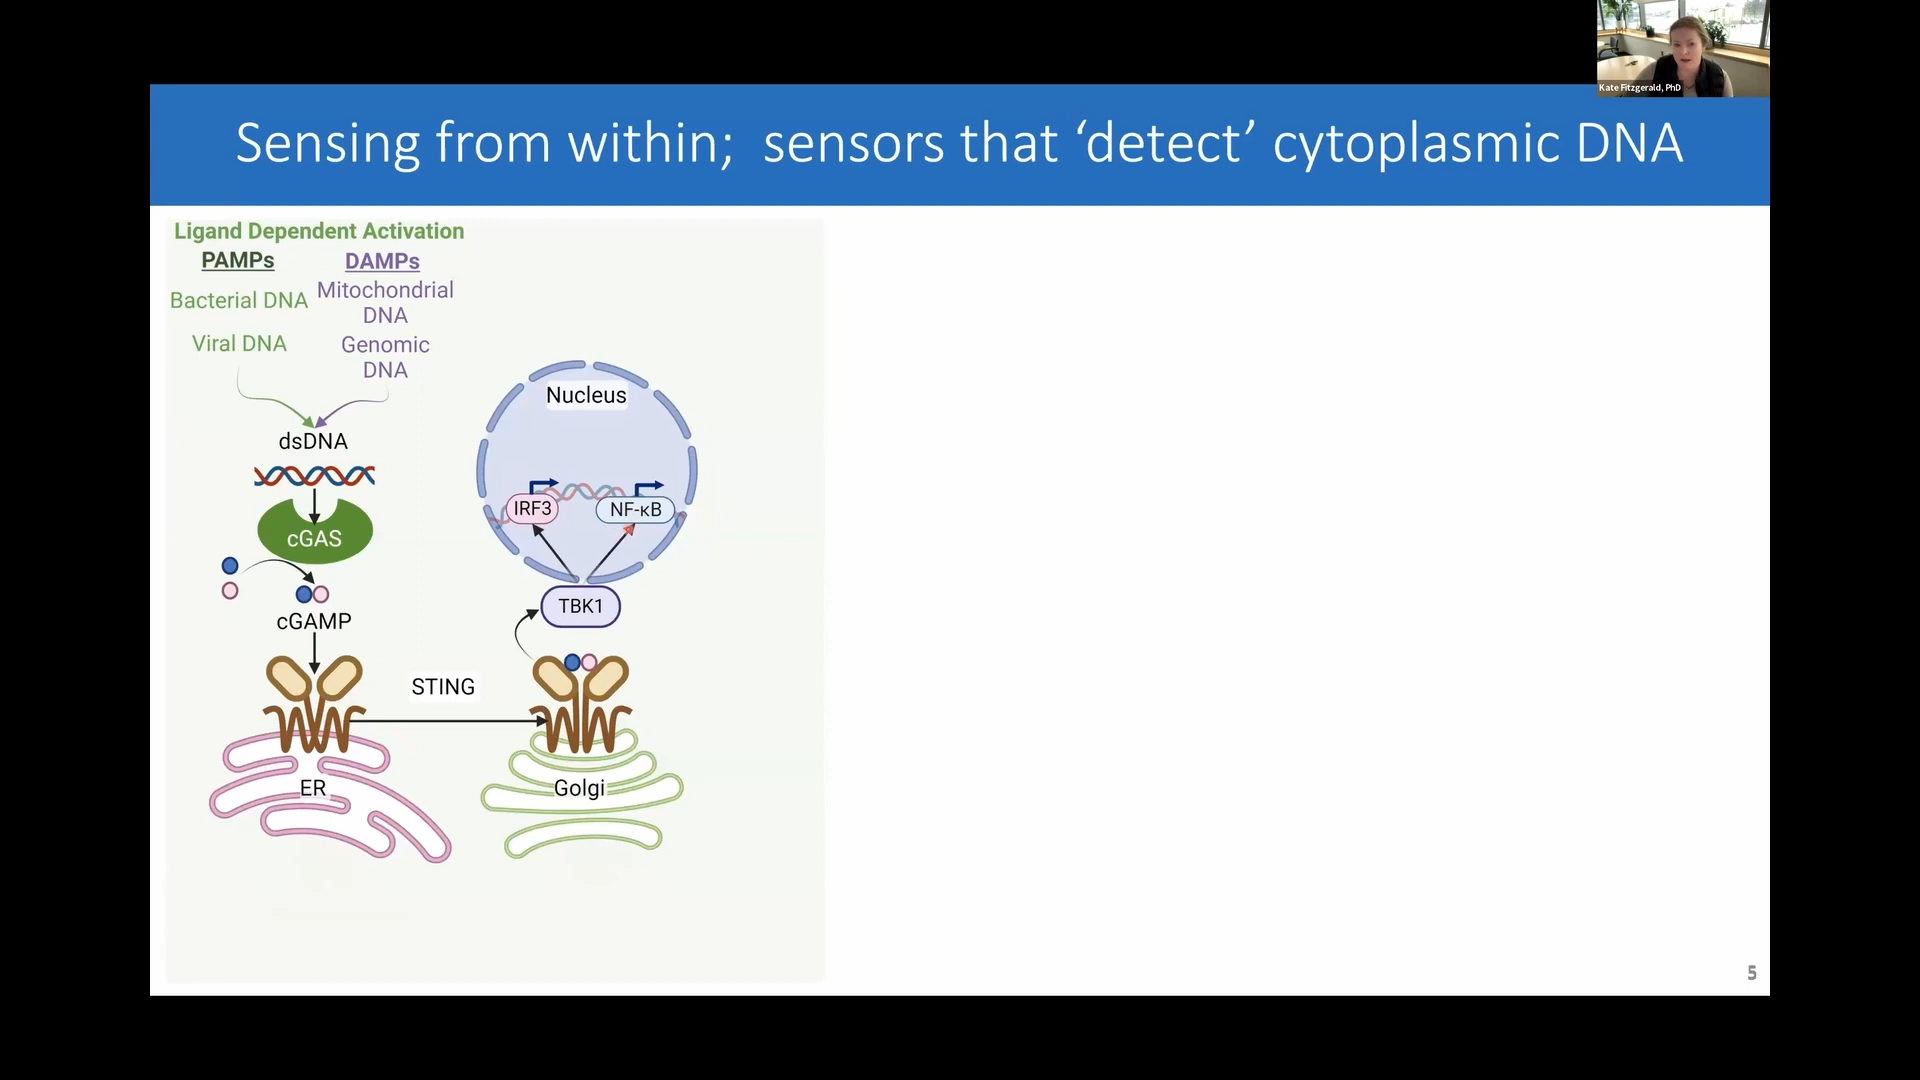 Kate Fitzgerald, PhD
Sensing from within;  sensors that ‘detect’ cytoplasmic DNA
Ligand Dependent Activation
PAMPs
DAMPs
Bacterial DNA
Mitochondrial
DNA
Viral DNA
Genomic
DNA
dsDNA
cGAS
cGAMP
STING
ER
Nucleus
IRF3
NF-κB
TBK1
Golgi
5